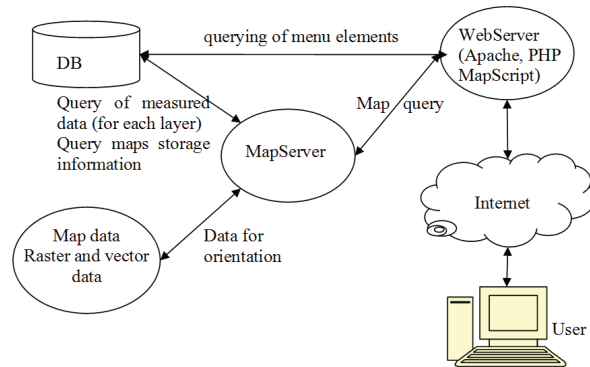 querying of menu elements
WebServer
(Apache, PHP
MapScript)
DB
Query of measured
data (for each layer)
Query maps storage
information
Map query
MapServer
Internet
Map data
Raster and vector
data
Data for
orientation
User